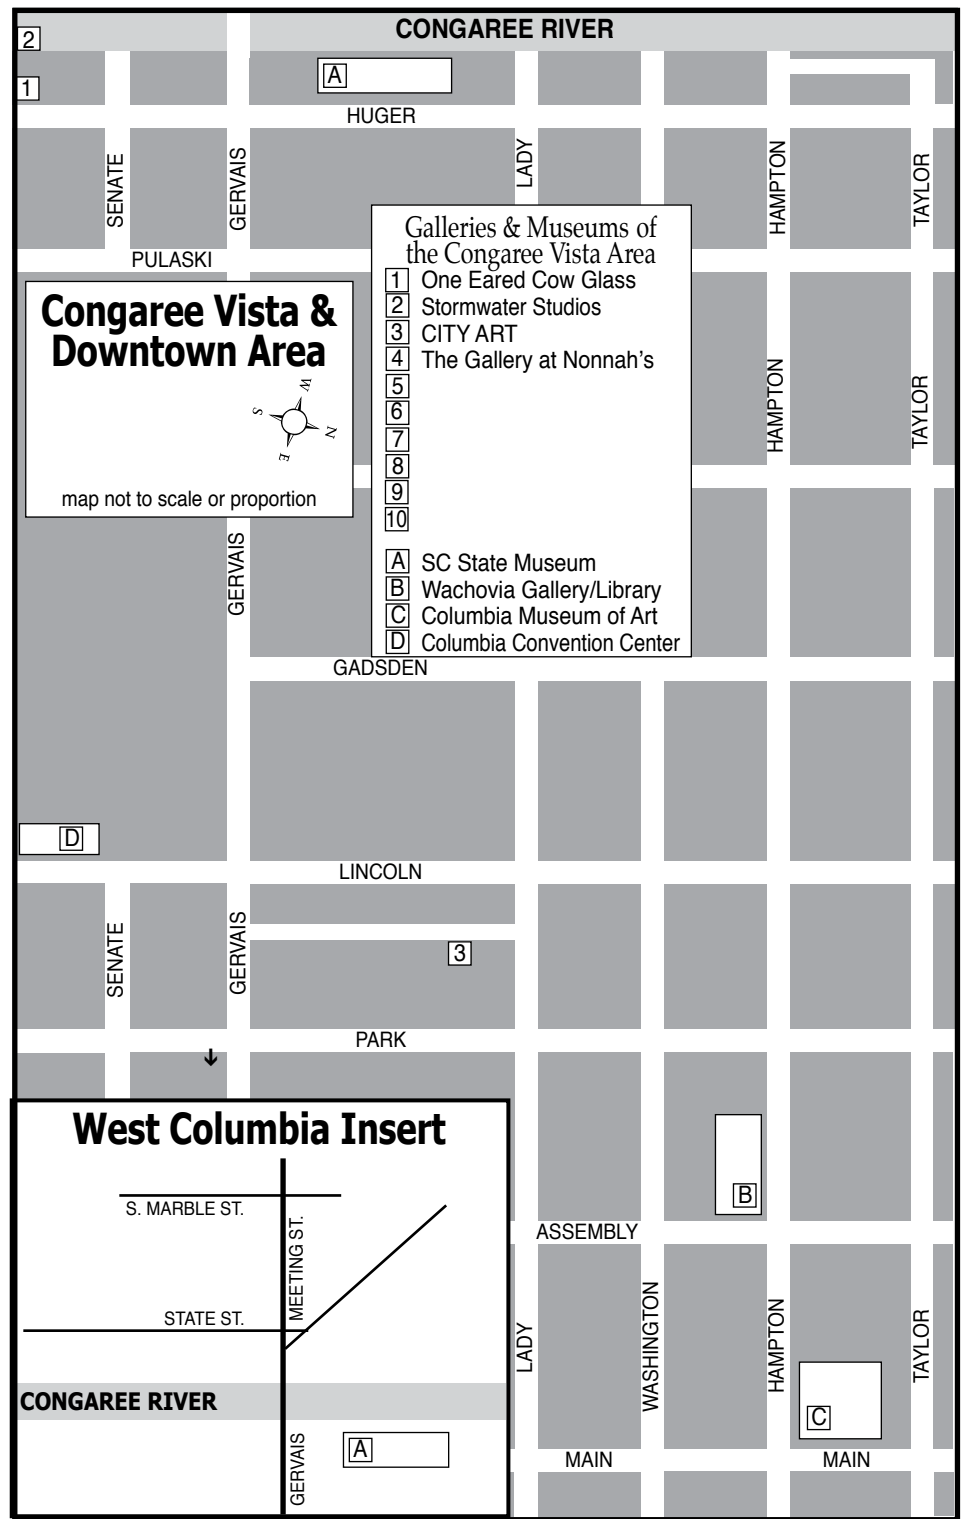 CONGAREE RIVER
2
A
1
HUGER
SENATE
GERVAIS
LADY
HAMPTON
TAYLOR
PULASKI
Galleries & Museums of
the Congaree Vista Area
1 One Eared Cow Glass
2 Stormwater Studios
3 CITY ART
4 The Gallery at Nonnah's
5
6
7
8
9
10
A SC State Museum
B Wachovia Gallery/Library
C Columbia Museum of Art
D Columbia Convention Center
Congaree Vista &
Downtown Area
W
S
N
E
map not to scale or proportion
HAMPTON
TAYLOR
GERVAIS
GADSDEN
D
LINCOLN
SENATE
GERVAIS
3
PARK
West Columbia Insert
S. MARBLE ST.
MEETING ST.
STATE ST.
CONGAREE RIVER
GERVAIS
A
B
ASSEMBLY
LADY
WASHINGTON
HAMPTON
TAYLOR
C
MAIN
MAIN